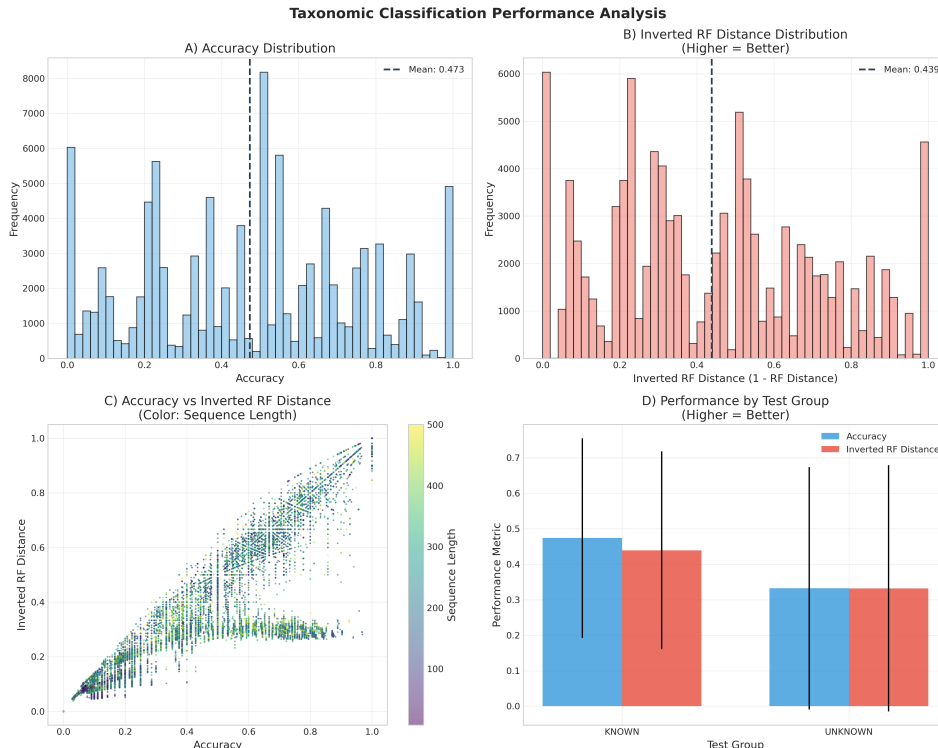 Taxonomic Classification Performance Analysis
A) Accuracy Distribution
Mean: 0.473
8000
7000
6000
5000
4000
3000
2000
1000
0
Frequency
0.0 0.2 0.4 0.6 0.8 1.0
Accuracy
B) Inverted RF Distance Distribution
(Higher = Better)
Mean: 0.439
6000
5000
4000
3000
2000
1000
0
Frequency
0.0 0.2 0.4 0.6 0.8 1.0
Inverted RF Distance (1 - RF Distance)
C) Accuracy vs Inverted RF Distance
(Color: Sequence Length)
1.0
0.8
0.6
0.4
0.2
0.0
Inverted RF Distance
0.0 0.2 0.4 0.6 0.8 1.0
Accuracy
500
400
300
200
100
Sequence Length
D) Performance by Test Group
(Higher = Better)
Accuracy
Inverted RF Distance
0.7
0.6
0.5
0.4
0.3
0.2
0.1
0.0
Performance Metric
KNOWN UNKNOWN
Test Group